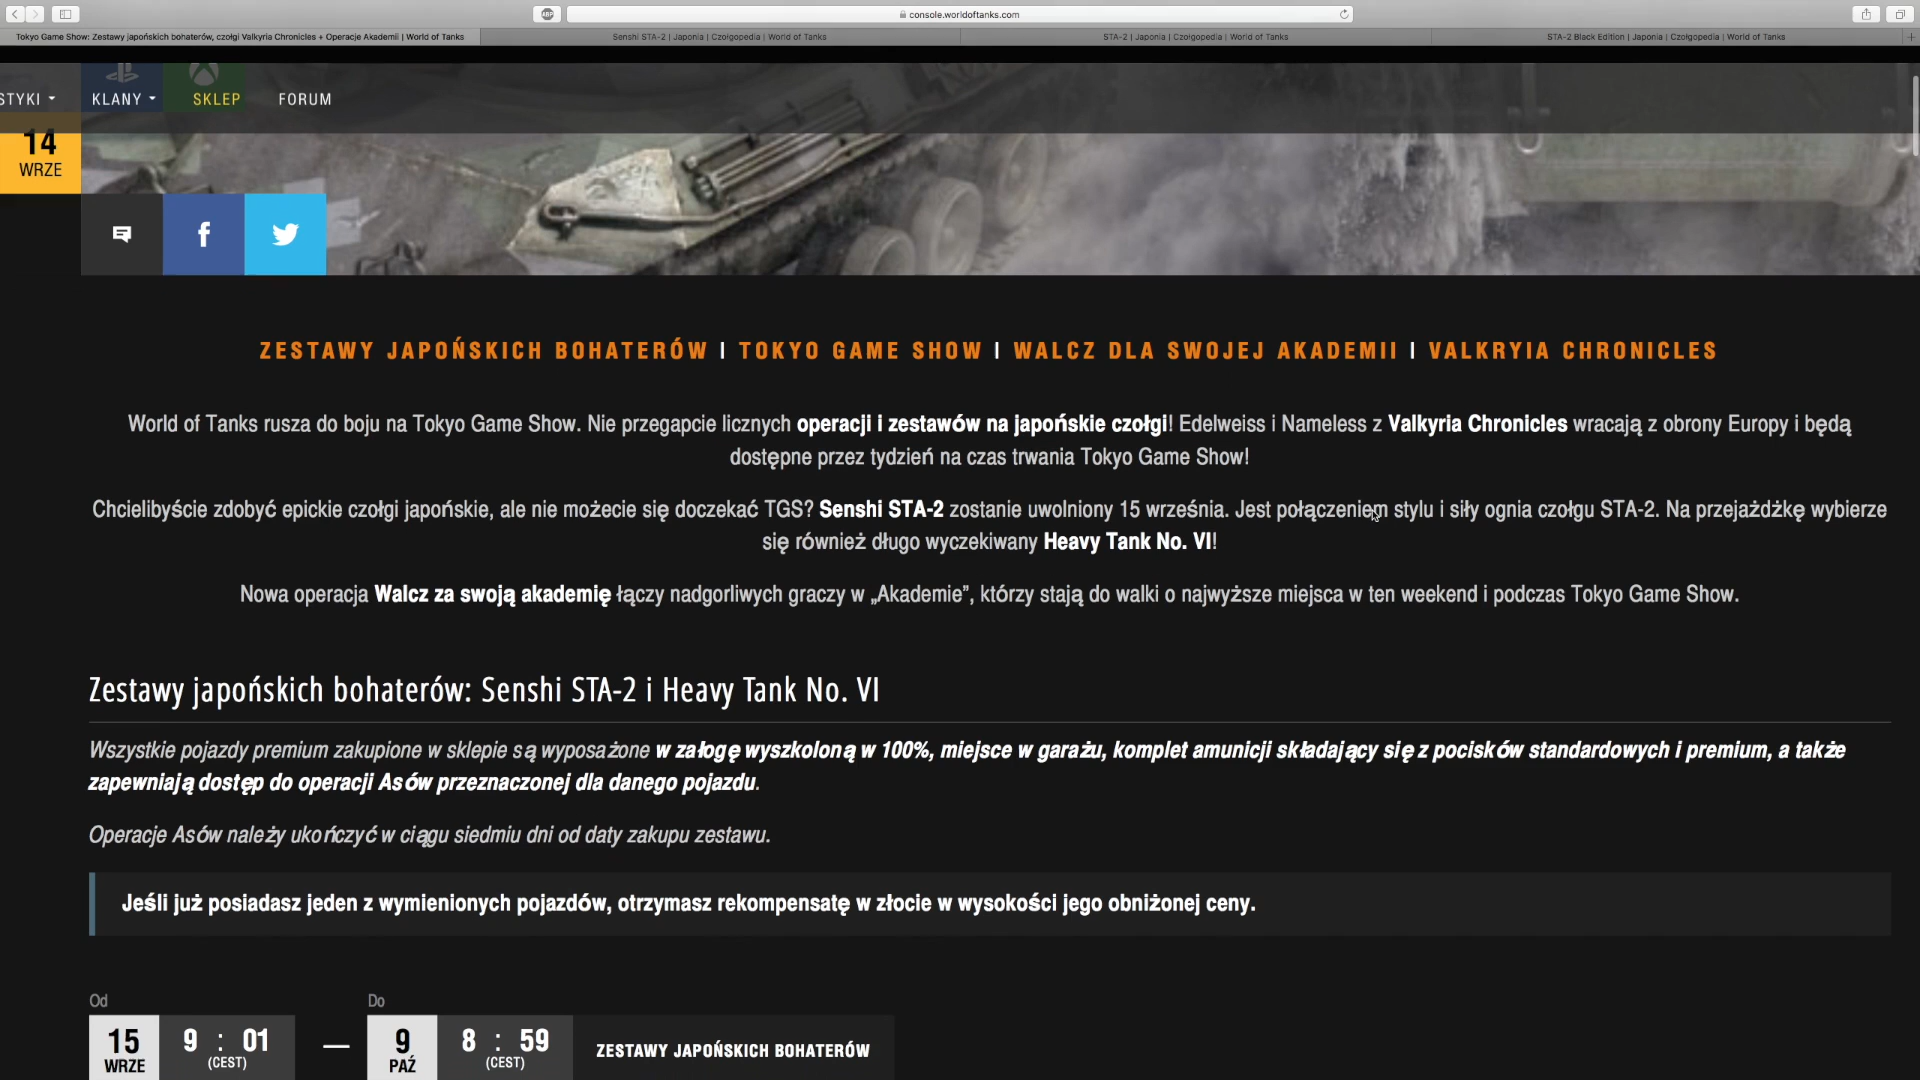 console.worldoftanks.com
Tokyo Game Show: Zestawy japońskich bohaterów, czołgi Valkyria Chronicles + Operacje Akademii | World of Tanks
Senshi STA-2 | Japonia | Czołgopedia | World of Tanks
STA-2 | Japonia | Czołgopedia | World of Tanks
STA-2 Black Edition | Japonia | Czołgopedia | World of Tanks
STYKI KLANY SKLEP FORUM
14
WRZE
ZESTAWY JAPOŃSKICH BOHATERÓW | TOKYO GAME SHOW | WALCZ DLA SWOJEJ AKADEMII | VALKRYIA CHRONICLES
World of Tanks rusza do boju na Tokyo Game Show. Nie przegapcie licznych operacji i zestawów na japońskie czołgi! Edelweiss i Nameless z Valkyria Chronicles wracają z obrony Europy i będą
dostępne przez tydzień na czas trwania Tokyo Game Show!
Chcielibyście zdobyć epickie czołgi japońskie, ale nie możecie się doczekać TGS? Senshi STA-2 zostanie uwolniony 15 września. Jest połączeniem stylu i siły ognia czołgu STA-2. Na przejażdżkę wybierze
się również długo wyczekiwany Heavy Tank No. VI!
Nowa operacja Walcz za swoją akademię łączy nadgorliwych graczy w „Akademie”, którzy stają do walki o najwyższe miejsca w ten weekend i podczas Tokyo Game Show.
Zestawy japońskich bohaterów: Senshi STA-2 i Heavy Tank No. VI
Wszystkie pojazdy premium zakupione w sklepie są wyposażone w załogę wyszkoloną w 100%, miejsce w garażu, komplet amunicji składający się z pocisków standardowych i premium, a także
zapewniają dostęp do operacji Asów przeznaczonej dla danego pojazdu.
Operacje Asów należy ukończyć w ciągu siedmiu dni od daty zakupu zestawu.
Jeśli już posiadasz jeden z wymienionych pojazdów, otrzymasz rekompensatę w złocie w wysokości jego obniżonej ceny.
Od Do
15 9 : 01 — 9 8 : 59 ZESTAWY JAPOŃSKICH BOHATERÓW
WRZE (CEST) PAŹ (CEST)